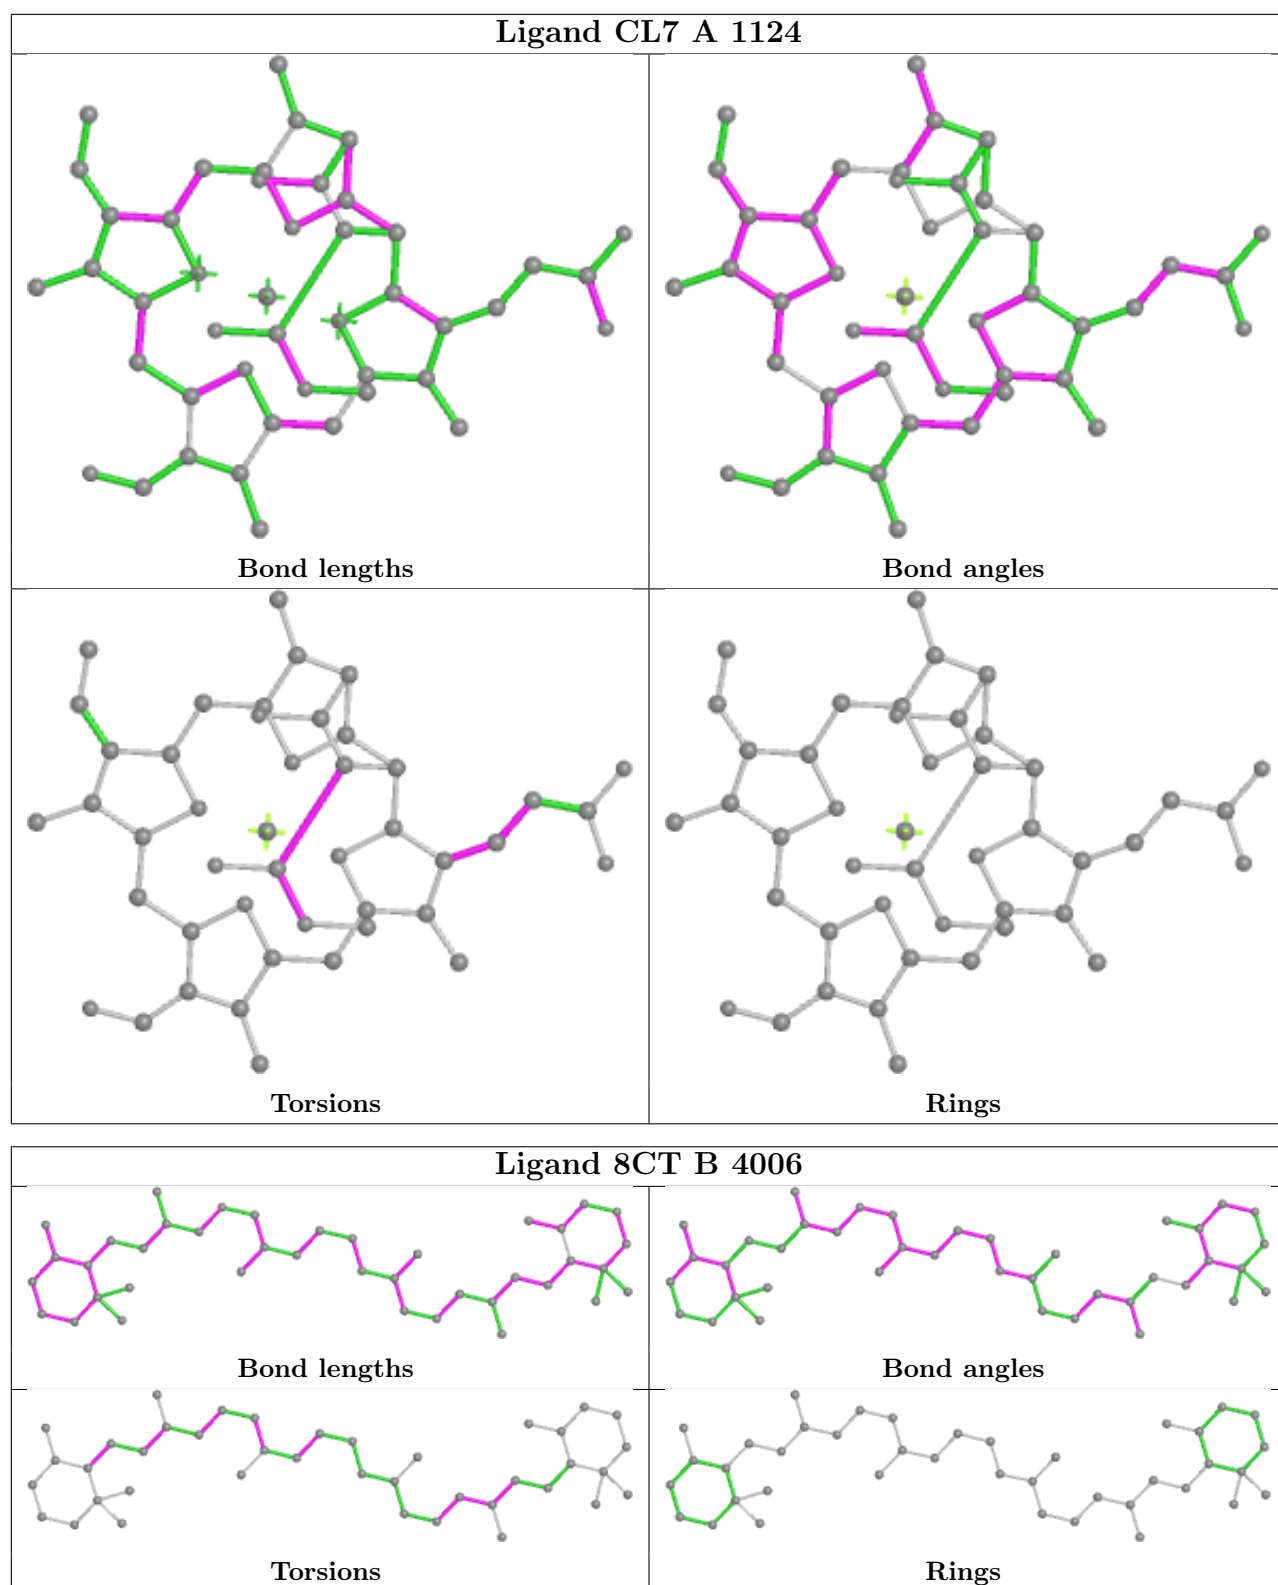 Ligand CL7 A 1124
Bond lengths
Bond angles
Torsions
Rings
Ligand 8CT B 4006
Bond lengths
Bond angles
Torsions
Rings